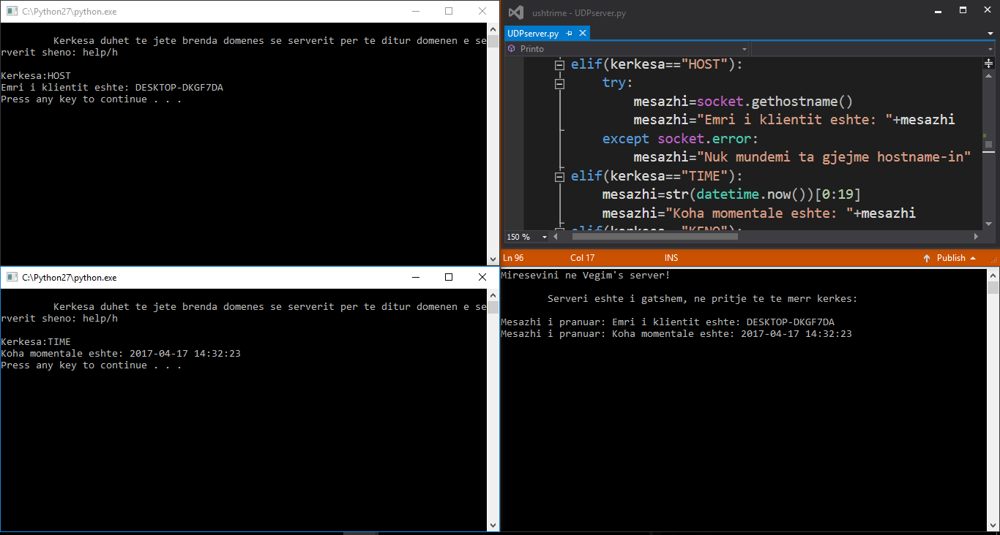 C:\Python27\python.exe
Kerkesa duhet te jete brenda domenes se serverit per te ditur domenen e se
rverit sheno: help/h
Kerkesa:HOST
Emri i klientit eshte: DESKTOP-DKGF7DA
Press any key to continue . . .
ushtrime - UDPserver.py
UDPserver.py
Printo
elif(kerkesa=="HOST"):
try:
mesazhi=socket.gethostname()
mesazhi="Emri i klientit eshte: "+mesazhi
except socket.error:
mesazhi="Nuk mundemi ta gjejme hostname-in"
elif(kerkesa=="TIME"):
mesazhi=str(datetime.now())[0:19]
mesazhi="Koha momentale eshte: "+mesazhi
elif(kerkesa=="KENO"):
150 %
Ln 96 Col 17 INS Publish
C:\Python27\python.exe
Kerkesa duhet te jete brenda domenes se serverit per te ditur domenen e se
rverit sheno: help/h
Kerkesa:TIME
Koha momentale eshte: 2017-04-17 14:32:23
Press any key to continue . . .
Miresevini ne Vegim's server!
Serveri eshte i gatshem, ne pritje te te merr kerkes:
Mesazhi i pranuar: Emri i klientit eshte: DESKTOP-DKGF7DA
Mesazhi i pranuar: Koha momentale eshte: 2017-04-17 14:32:23